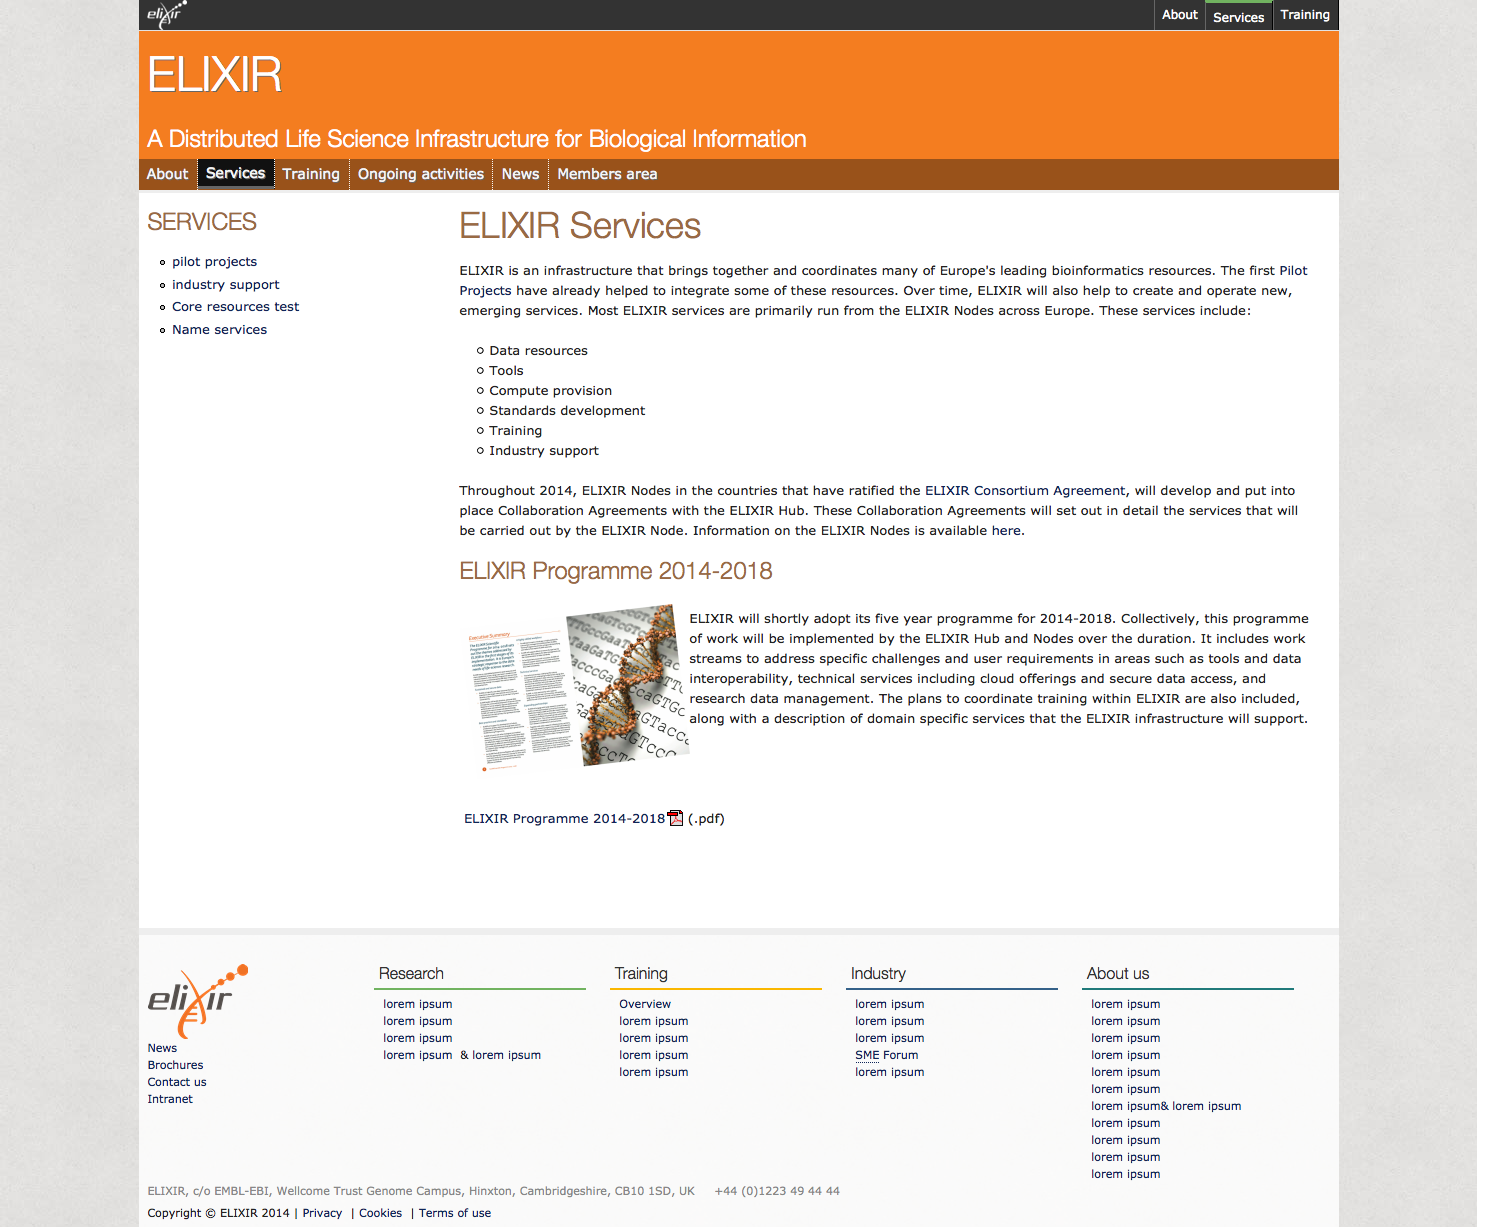 elixir
About Services Training
ELIXIR
A Distributed Life Science Infrastructure for Biological Information
About Services Training Ongoing activities News Members area
SERVICES
pilot projects
industry support
Core resources test
Name services
ELIXIR Services
ELIXIR is an infrastructure that brings together and coordinates many of Europe's leading bioinformatics resources. The first Pilot
Projects have already helped to integrate some of these resources. Over time, ELIXIR will also help to create and operate new,
emerging services. Most ELIXIR services are primarily run from the ELIXIR Nodes across Europe. These services include:
Data resources
Tools
Compute provision
Standards development
Training
Industry support
Throughout 2014, ELIXIR Nodes in the countries that have ratified the ELIXIR Consortium Agreement, will develop and put into
place Collaboration Agreements with the ELIXIR Hub. These Collaboration Agreements will set out in detail the services that will
be carried out by the ELIXIR Node. Information on the ELIXIR Nodes is available here.
ELIXIR Programme 2014-2018
Executive Summary
ELIXIR will shortly adopt its five year programme for 2014-2018. Collectively, this programme
of work will be implemented by the ELIXIR Hub and Nodes over the duration. It includes work
streams to address specific challenges and user requirements in areas such as tools and data
interoperability, technical services including cloud offerings and secure data access, and
research data management. The plans to coordinate training within ELIXIR are also included,
along with a description of domain specific services that the ELIXIR infrastructure will support.
ELIXIR Programme 2014-2018 (.pdf)
elixir
News
Brochures
Contact us
Intranet
Research
lorem ipsum
lorem ipsum
lorem ipsum
lorem ipsum & lorem ipsum
Training
Overview
lorem ipsum
lorem ipsum
lorem ipsum
lorem ipsum
Industry
lorem ipsum
lorem ipsum
lorem ipsum
SME Forum
lorem ipsum
About us
lorem ipsum
lorem ipsum
lorem ipsum
lorem ipsum
lorem ipsum
lorem ipsum
lorem ipsum& lorem ipsum
lorem ipsum
lorem ipsum
lorem ipsum
lorem ipsum
ELIXIR, c/o EMBL-EBI, Wellcome Trust Genome Campus, Hinxton, Cambridgeshire, CB10 1SD, UK +44 (0)1223 49 44 44
Copyright © ELIXIR 2014 | Privacy | Cookies | Terms of use